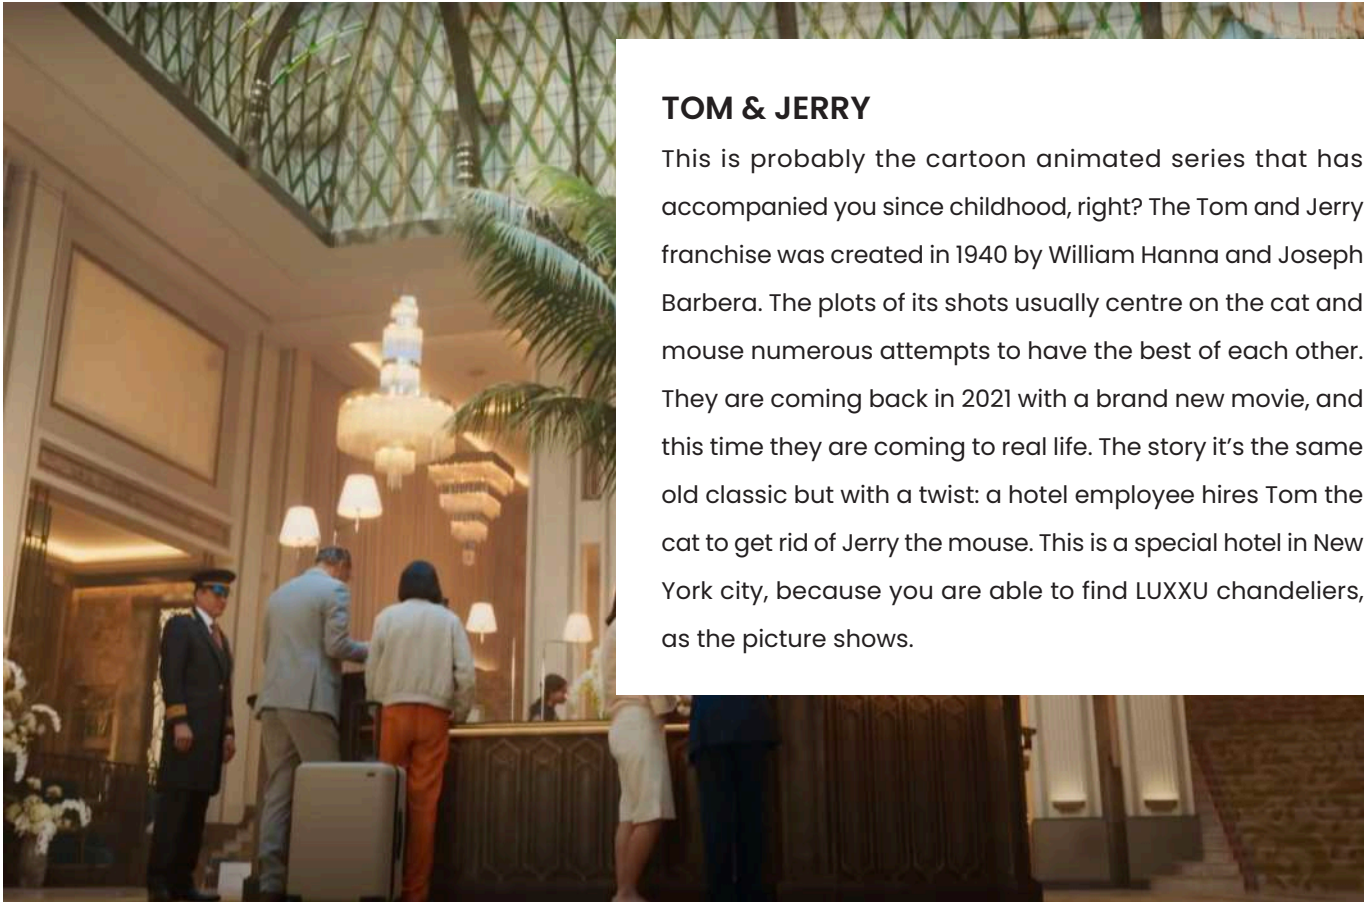 TOM & JERRY
This is probably the cartoon animated series that has
accompanied you since childhood, right? The Tom and Jerry
franchise was created in 1940 by William Hanna and Joseph
Barbera. The plots of its shots usually centre on the cat and
mouse numerous attempts to have the best of each other.
They are coming back in 2021 with a brand new movie, and
this time they are coming to real life. The story it’s the same
old classic but with a twist: a hotel employee hires Tom the
cat to get rid of Jerry the mouse. This is a special hotel in New
York city, because you are able to find LUXXU chandeliers,
as the picture shows.